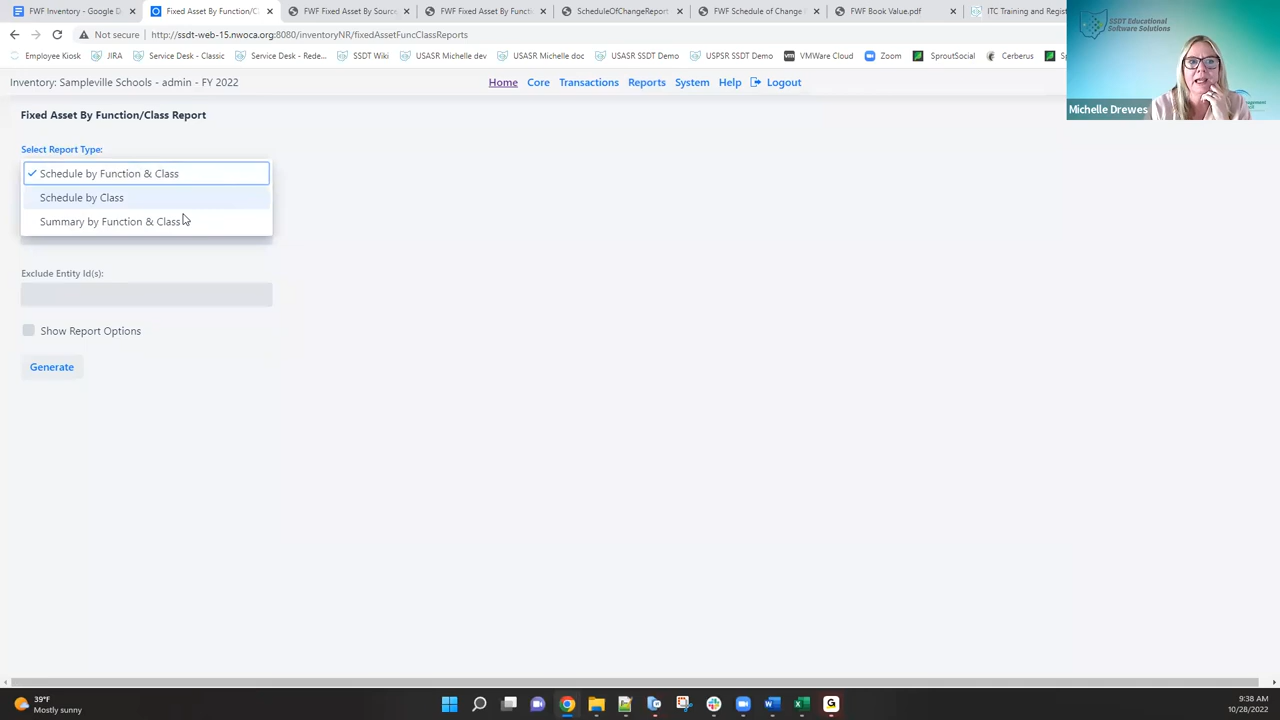 FWF Inventory - Google D
Fixed Asset By Function/C
FWF Fixed Asset By Sourc
FWF Fixed Asset By Functi
ScheduleOfChangeReport
FWF Schedule of Change
FWF Book Value.pdf
ITC Training and Regist
Not secure
http://ssdt-web-15.nwoca.org:8080/inventoryNR/fixedAssetFuncClassReport
Employee Kiosk
JIRA
Service Desk - Classic
Service Desk - Rede...
SSDT Wiki
USASR Michelle dev
USASR Michelle doc
USASR SSDT Demo
USPSR SSDT Demo
VMWare Cloud
Zoom
SproutSocial
Cerberus
Sp
SSDT Educational
Software Solutions
Michelle Drewes
Inventory: Sampleville Schools - admin - FY 2022
Home
Core
Transactions
Reports
System
Help
Logout
Fixed Asset By Function/Class Report
Select Report Type:
Schedule by Function & Class
Schedule by Class
Summary by Function & Class
Exclude Entity Id(s):
Show Report Options
Generate
39°F
Mostly sunny
9:38 AM
10/28/2022